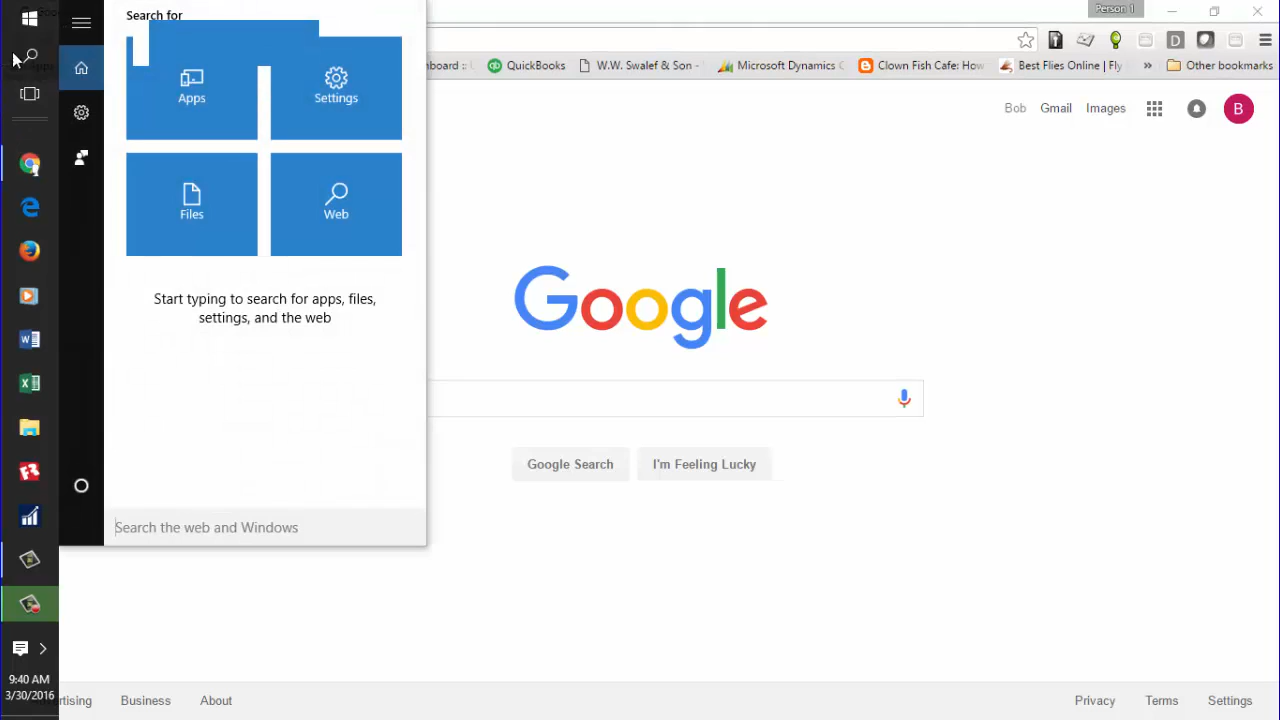 Search for
Person 1
Apps
Settings
Files
Web
Start typing to search for apps, files,
settings, and the web
Search the web and Windows
9:40 AM
3/30/2016
QuickBooks
W.W. Swalef & Son -
Microsoft Dynamics
Clown Fish Cafe: How
Best Flies Online | Fly
»
Other bookmarks
Bob
Gmail
Images
B
Google
Google Search
I'm Feeling Lucky
Business
About
Privacy
Terms
Settings